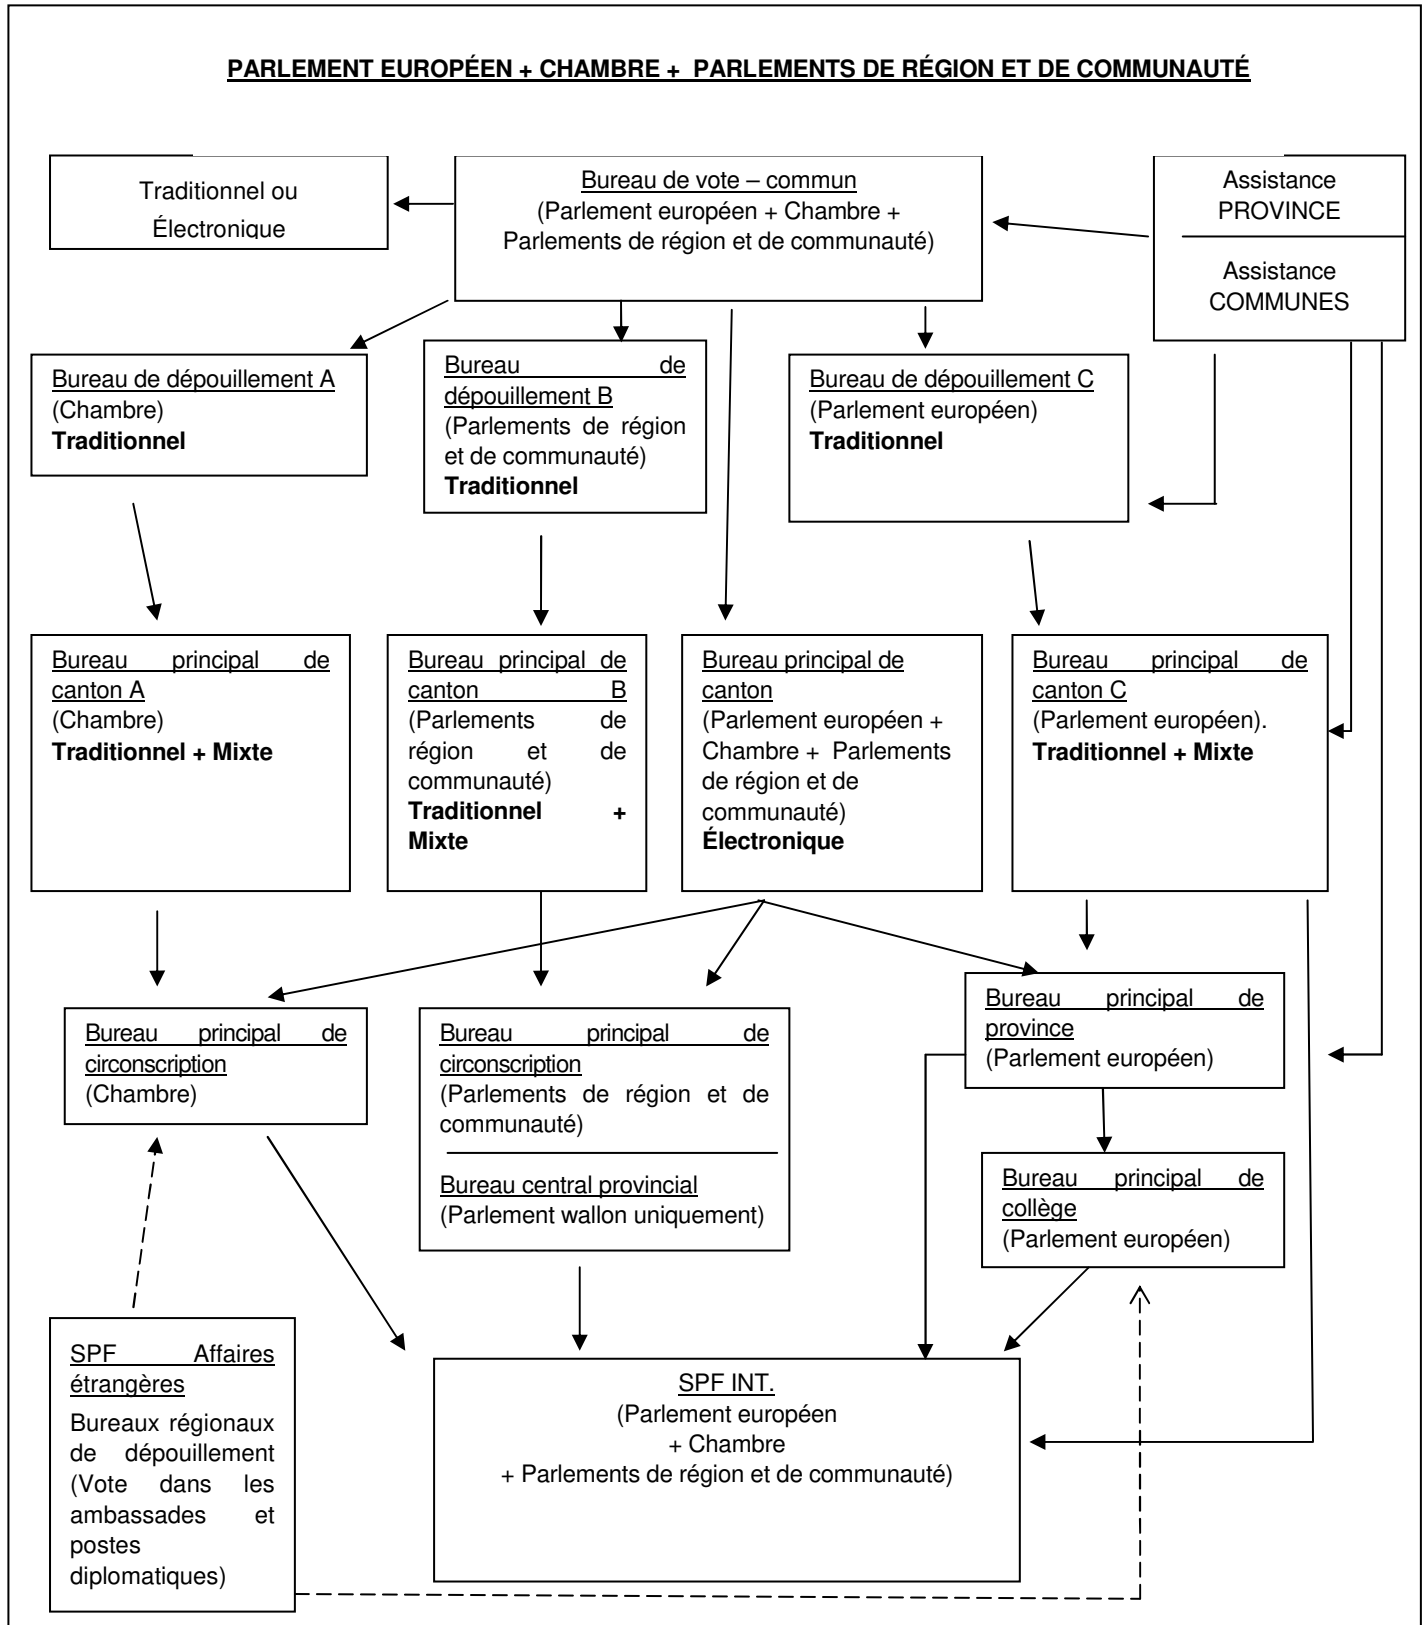 PARLEMENT EUROPÉEN + CHAMBRE + PARLEMENTS DE RÉGION ET DE COMMUNAUTÉ
Traditionnel ou
Électronique
Bureau de vote – commun
(Parlement européen + Chambre +
Parlements de région et de communauté)
Assistance
PROVINCE
Assistance
COMMUNES
Bureau de dépouillement A
(Chambre)
Traditionnel
Bureau de
dépouillement B
(Parlements de région
et de communauté)
Traditionnel
Bureau de dépouillement C
(Parlement européen)
Traditionnel
Bureau principal de
canton A
(Chambre)
Traditionnel + Mixte
Bureau principal de
canton B
(Parlements de
région et de
communauté)
Traditionnel +
Mixte
Bureau principal de
canton
(Parlement européen +
Chambre + Parlements
de région et de
communauté)
Électronique
Bureau principal de
canton C
(Parlement européen).
Traditionnel + Mixte
Bureau principal de
circonscription
(Chambre)
Bureau principal de
circonscription
(Parlements de région et de
communauté)
Bureau central provincial
(Parlement wallon uniquement)
Bureau principal de
province
(Parlement européen)
Bureau principal de
collège
(Parlement européen)
SPF Affaires
étrangères
Bureaux régionaux
de dépouillement
(Vote dans les
ambassades et
postes
diplomatiques)
SPF INT.
(Parlement européen
+ Chambre
+ Parlements de région et de communauté)